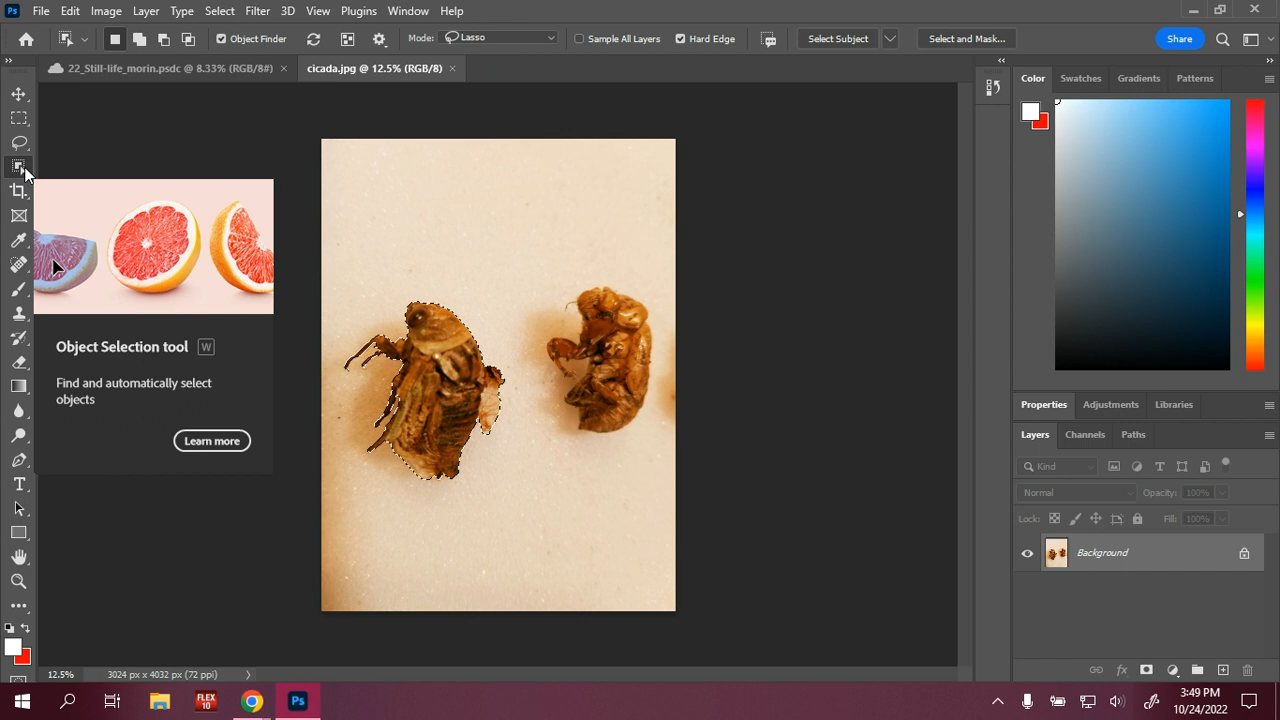 Ps File Edit Image Layer Type Select Filter 3D View Plugins Window Help
Object Finder Mode: Lasso Sample All Layers Hard Edge Select Subject Select and Mask... Share
22_Still-life_morin.psdc @ 8.33% (RGB/8#) cicada.jpg @ 12.5% (RGB/8)
Color Swatches Gradients Patterns
Object Selection tool W
Find and automatically select
objects
Learn more
Properties Adjustments Libraries
Layers Channels Paths
Kind
Normal Opacity: 100%
Lock: Fill: 100%
Background
12.5% 3024 px x 4032 px (72 ppi)
FLEX
10
Ps
3:49 PM
10/24/2022